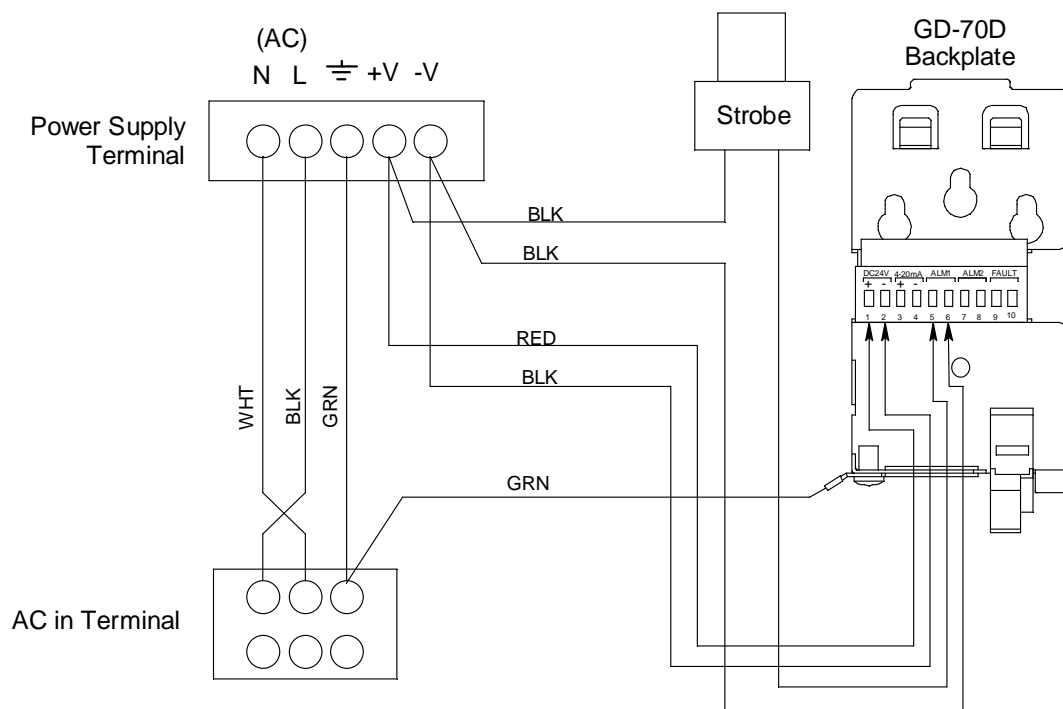 (AC)
N L +V -V
Power Supply
Terminal
Strobe
GD-70D
Backplate
BLK
BLK
DC24V 4-20mA ALM1 ALM2 FAULT
+ - + -
1 2 3 4 5 6 7 8 9 10
RED
BLK
WHT BLK GRN
GRN
AC in Terminal